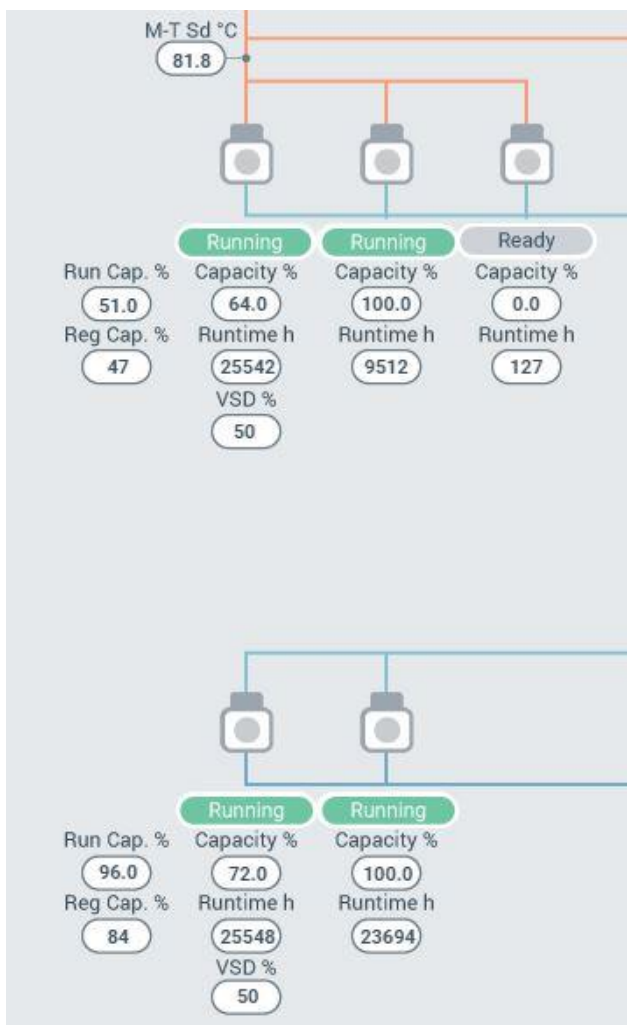 M-T Sd °C
81.8
Running Running Ready
Run Cap. % Capacity % Capacity % Capacity %
51.0 64.0 100.0 0.0
Reg Cap. % Runtime h Runtime h Runtime h
47 25542 9512 127
VSD %
50
Running Running
Run Cap. % Capacity % Capacity %
96.0 72.0 100.0
Reg Cap. % Runtime h Runtime h
84 25548 23694
VSD %
50